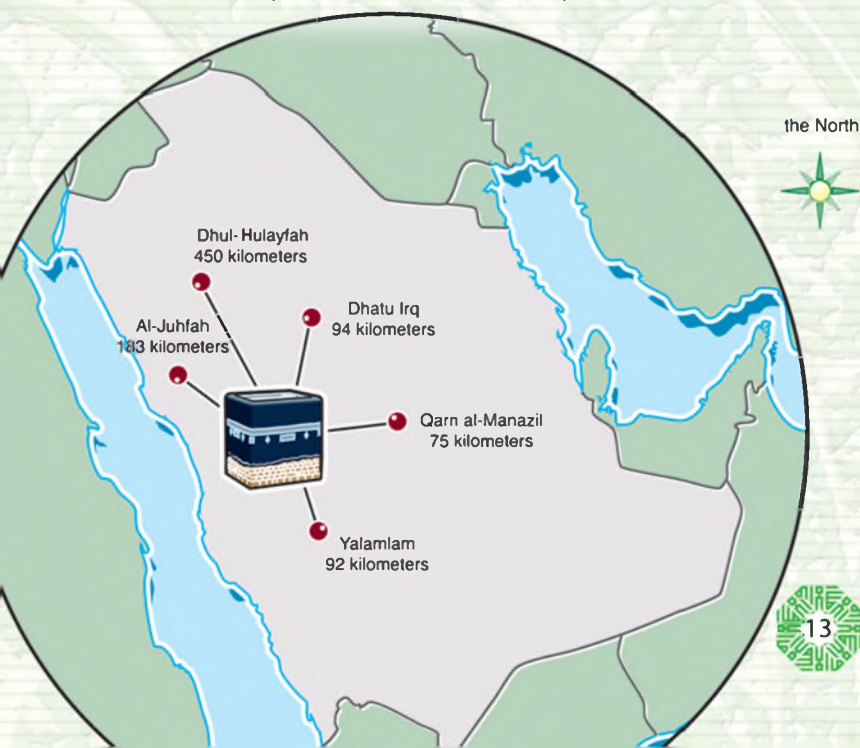 the North
Dhul-Hulayfah
450 kilometers
Dhatu Irq
94 kilometers
Al-Juhfah
183 kilometers
Qarn al-Manazil
75 kilometers
Yalamlam
92 kilometers
13